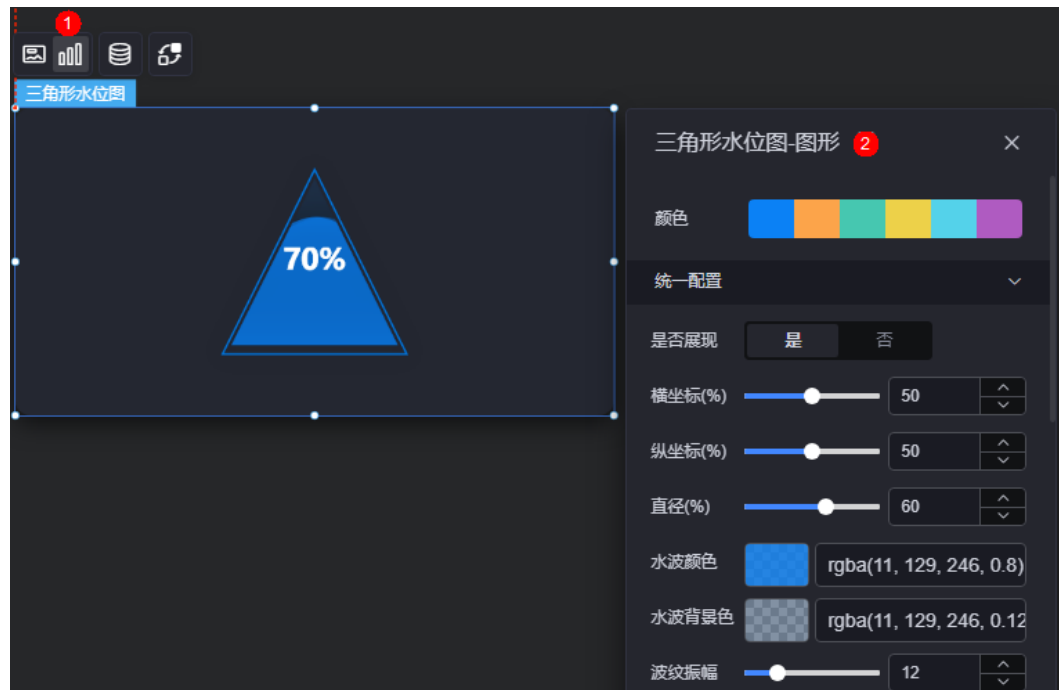 1
三角形水位图
三角形水位图-图形 2
颜色
70%
统一配置
是否展现 是 否
横坐标(%) 50
纵坐标(%) 50
直径(%) 60
水波颜色 rgba(11, 129, 246, 0.8)
水波背景色 rgba(11, 129, 246, 0.12
波纹振幅 12